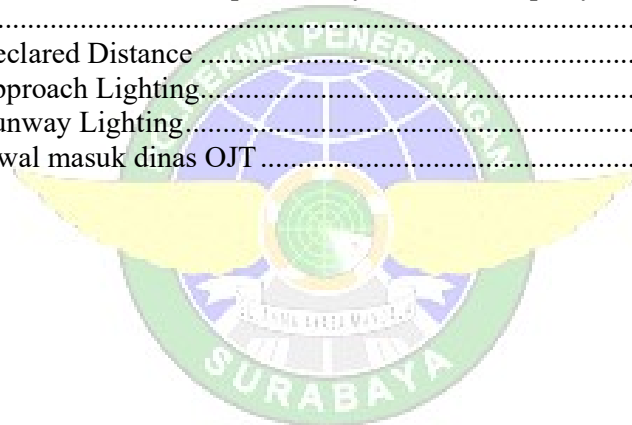 eclared Distance ........................................................
pproach Lighting.......................................................
unway Lighting..........................................................
wal masuk dinas OJT ...............................................
TEKNIK PENERBANGAN
SURABAYA